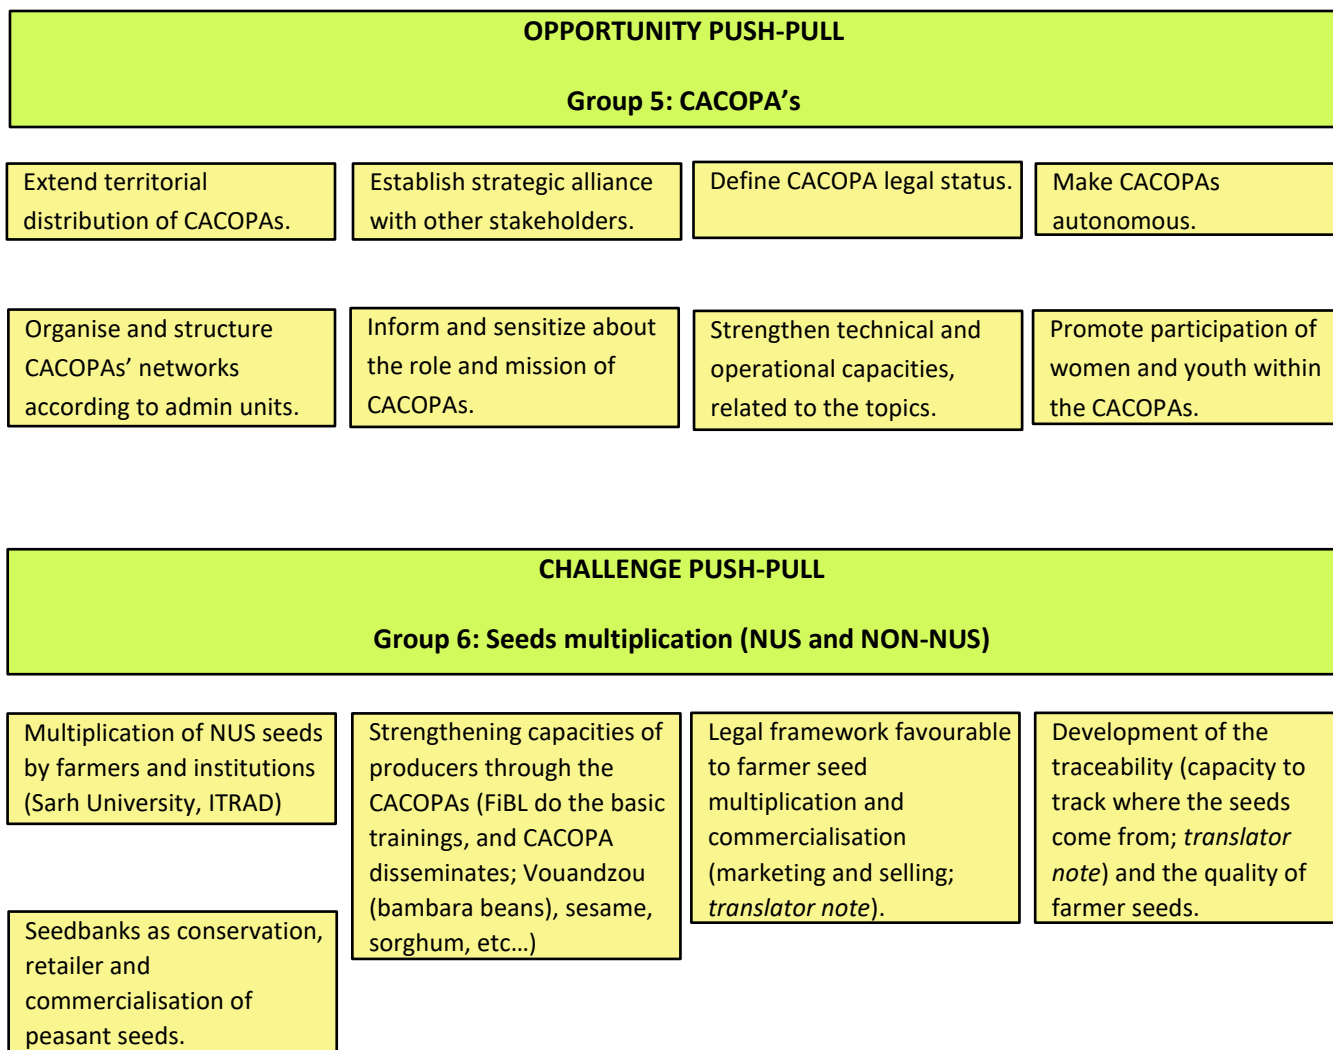 OPPORTUNITY PUSH-PULL
Group 5: CACOPA’s
Extend territorial
distribution of CACOPAs.
Establish strategic alliance
with other stakeholders.
Define CACOPA legal status.
Make CACOPAs
autonomous.
Organise and structure
CACOPAs’ networks
according to admin units.
Inform and sensitize about
the role and mission of
CACOPAs.
Strengthen technical and
operational capacities,
related to the topics.
Promote participation of
women and youth within
the CACOPAs.
CHALLENGE PUSH-PULL
Group 6: Seeds multiplication (NUS and NON-NUS)
Multiplication of NUS seeds
by farmers and institutions
(Sarh University, ITRAD)
Strengthening capacities of
producers through the
CACOPAs (FiBL do the basic
trainings, and CACOPA
disseminates; Vouandzou
(bambara beans), sesame,
sorghum, etc…)
Legal framework favourable
to farmer seed
multiplication and
commercialisation
(marketing and selling;
translator note).
Development of the
traceability (capacity to
track where the seeds
come from; translator
note) and the quality of
farmer seeds.
Seedbanks as conservation,
retailer and
commercialisation of
peasant seeds.